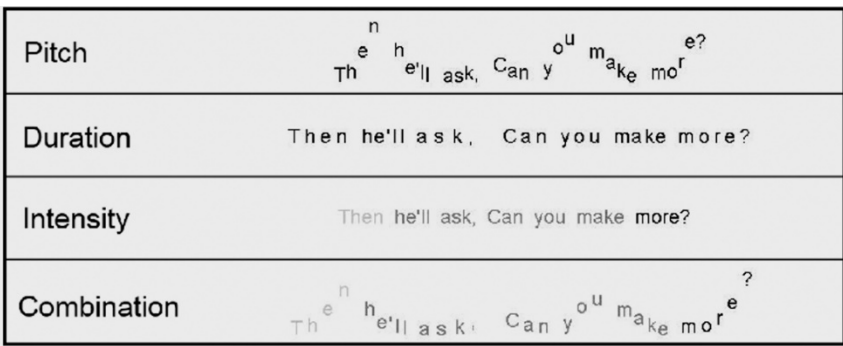 Pitch Then he'll ask, Can you make more?
Duration Then he'll ask, Can you make more?
Intensity Then he'll ask, Can you make more?
Combination Then he'll ask, Can you make more?